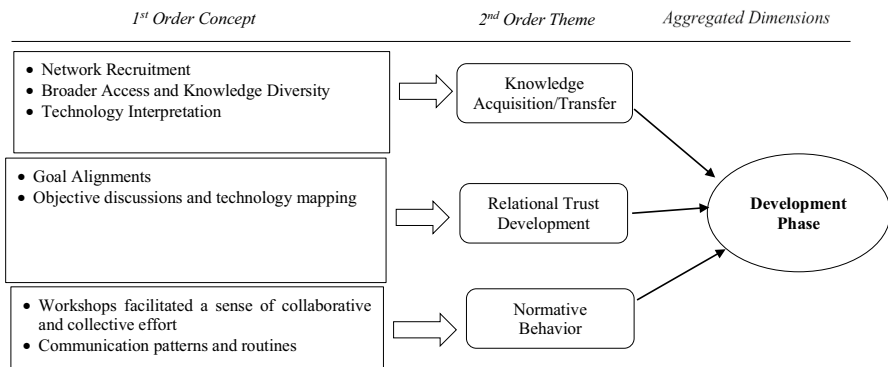 1st Order Concept
2nd Order Theme
Aggregated Dimensions
• Network Recruitment
• Broader Access and Knowledge Diversity
• Technology Interpretation
Knowledge
Acquisition/Transfer
• Goal Alignments
• Objective discussions and technology mapping
Relational Trust
Development
Development
Phase
• Workshops facilitated a sense of collaborative
and collective effort
• Communication patterns and routines
Normative
Behavior